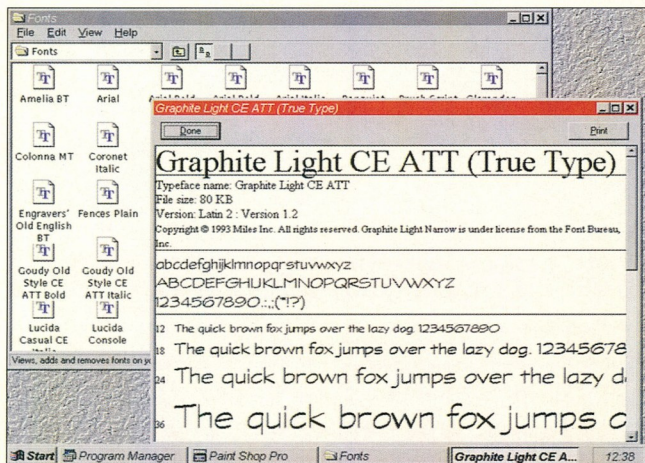 Fonts
File Edit View Help
Fonts
Amelia BT
Arial
Graphite Light CE ATT (True Type)
Done
Print
Graphite Light CE ATT (True Type)
Typeface name: Graphite Light CE ATT
File size: 80 KB
Version: Latin 2 : Version 1.2
Copyright © 1993 Miles Inc. All rights reserved. Graphite Light Narrow is under license from the Font Bureau,
Inc.
abcdefghijklmnopqrstuvwxyz
ABCDEFGHIJKLMNOPQRSTUVWXYZ
1234567890.:,;("!?)
12 The quick brown fox jumps over the lazy dog. 1234567890
18 The quick brown fox jumps over the lazy dog. 12345678
24 The quick brown fox jumps over the lazy d
36 The quick brown fox jumps o
Colonna MT
Coronet
italic
Engravers'
Old English
BT
Fences Plain
Goudy Old
Style CE
ATT Bold
Goudy Old
Style CE
ATT Italic
Lucida
Casual CE
Lucida
Console
Views, adds and removes fonts on yo
Start
Program Manager
Paint Shop Pro
Fonts
Graphite Light CE A...
12:38